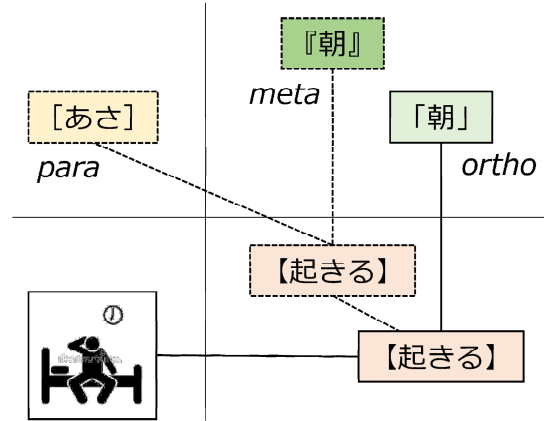 『朝』
meta
［あさ］
「朝」
para
ortho
【起きる】
【起きる】